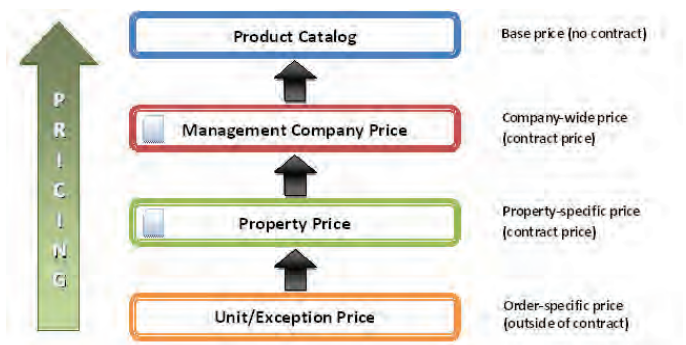 PRICING
Product Catalog
Base price (no contract)
Management Company Price
Company-wide price
(contract price)
Property Price
Property-specific price
(contract price)
Unit/Exception Price
Order-specific price
(outside of contract)